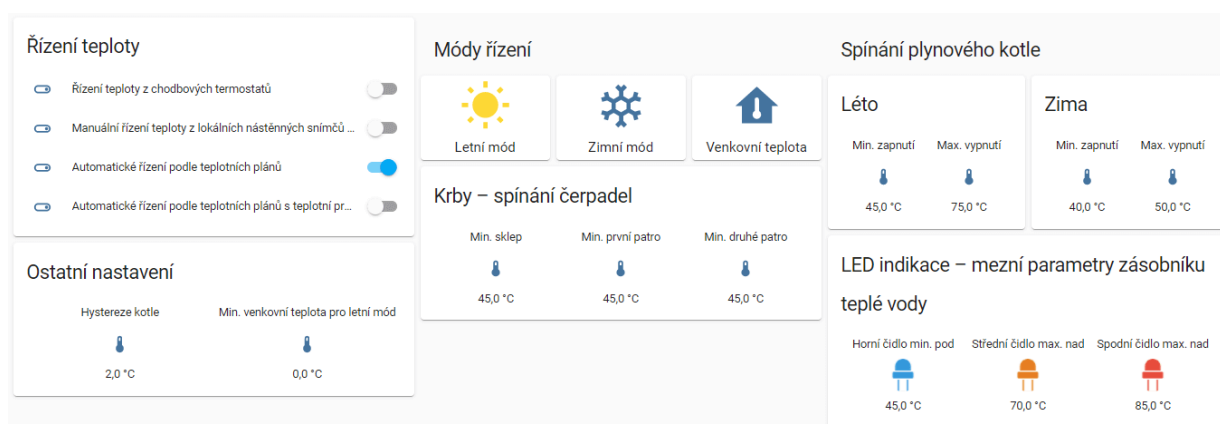 Řízení teploty
Řízení teploty z chodbových termostatů
Manuální řízení teploty z lokálních nástěnných snímčů ...
Automatické řízení podle teplotních plánů
Automatické řízení podle teplotních plánů s teplotní pr...
Ostatní nastavení
Hystereze kotle
Min. venkovní teplota pro letní mód
2,0 °C
0,0 °C
Módy řízení
Letní mód
Zimní mód
Venkovní teplota
Krby – spínání čerpadel
Min. sklep
Min. první patro
Min. druhé patro
45,0 °C
45,0 °C
45,0 °C
Spínání plynového kotle
Léto
Min. zapnutí
Max. vypnutí
45,0 °C
75,0 °C
Zima
Min. zapnutí
Max. vypnutí
40,0 °C
50,0 °C
LED indikace – mezní parametry zásobníku
teplé vody
Horní čidlo min. pod
Střední čidlo max. nad
Spodní čidlo max. nad
45,0 °C
70,0 °C
85,0 °C